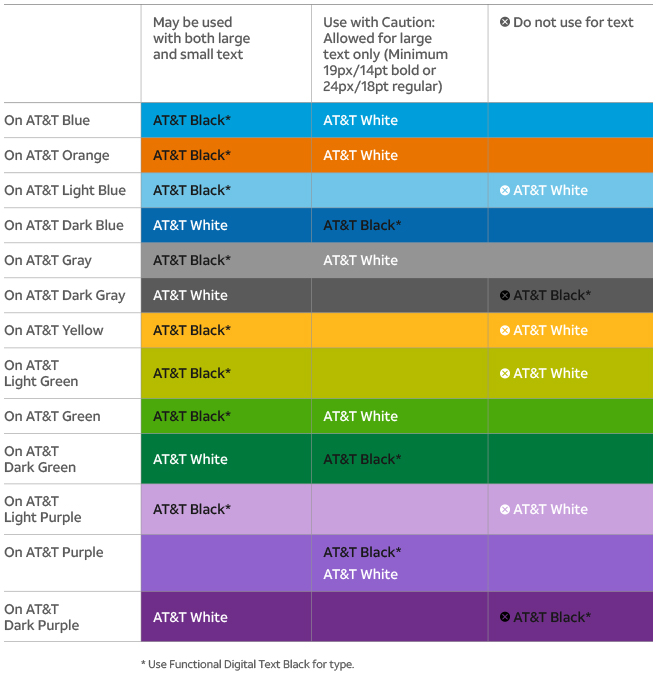 May be used
with both large
and small text
Use with Caution:
Allowed for large
text only (Minimum
19px/14pt bold or
24px/18pt regular)
Do not use for text
On AT&T Blue
AT&T Black*
AT&T White
On AT&T Orange
AT&T Black*
AT&T White
On AT&T Light Blue
AT&T Black*
AT&T White
On AT&T Dark Blue
AT&T White
AT&T Black*
On AT&T Gray
AT&T Black*
AT&T White
On AT&T Dark Gray
AT&T White
AT&T Black*
On AT&T Yellow
AT&T Black*
AT&T White
On AT&T
Light Green
AT&T Black*
AT&T White
On AT&T Green
AT&T Black*
AT&T White
On AT&T
Dark Green
AT&T White
AT&T Black*
On AT&T
Light Purple
AT&T Black*
AT&T White
On AT&T Purple
AT&T Black*
AT&T White
On AT&T
Dark Purple
AT&T White
AT&T Black*
* Use Functional Digital Text Black for type.